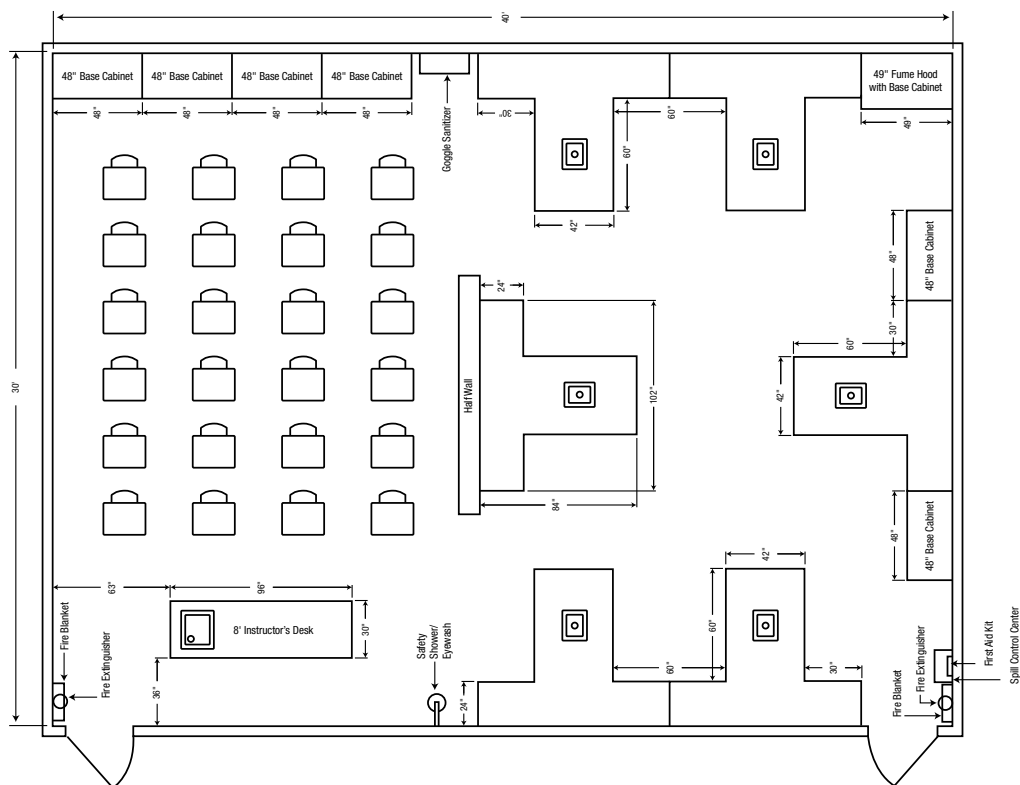 40'
48" Base Cabinet
48" Base Cabinet
48" Base Cabinet
48" Base Cabinet
49" Fume Hood
with Base Cabinet
48"
48"
48"
48"
Goggle Sanitizer
30"
60"
60"
49"
42"
48"
48" Base Cabinet
24"
30"
60"
30'
Half Wall
102"
42"
84"
48"
48" Base Cabinet
42"
63"
96"
Fire Blanket
Fire Extinguisher
8' Instructor's Desk
30"
36"
Safety
Shower/
Eyewash
24"
60"
60"
30"
Fire Blanket
Fire Extinguisher
First Aid Kit
Spill Control Center